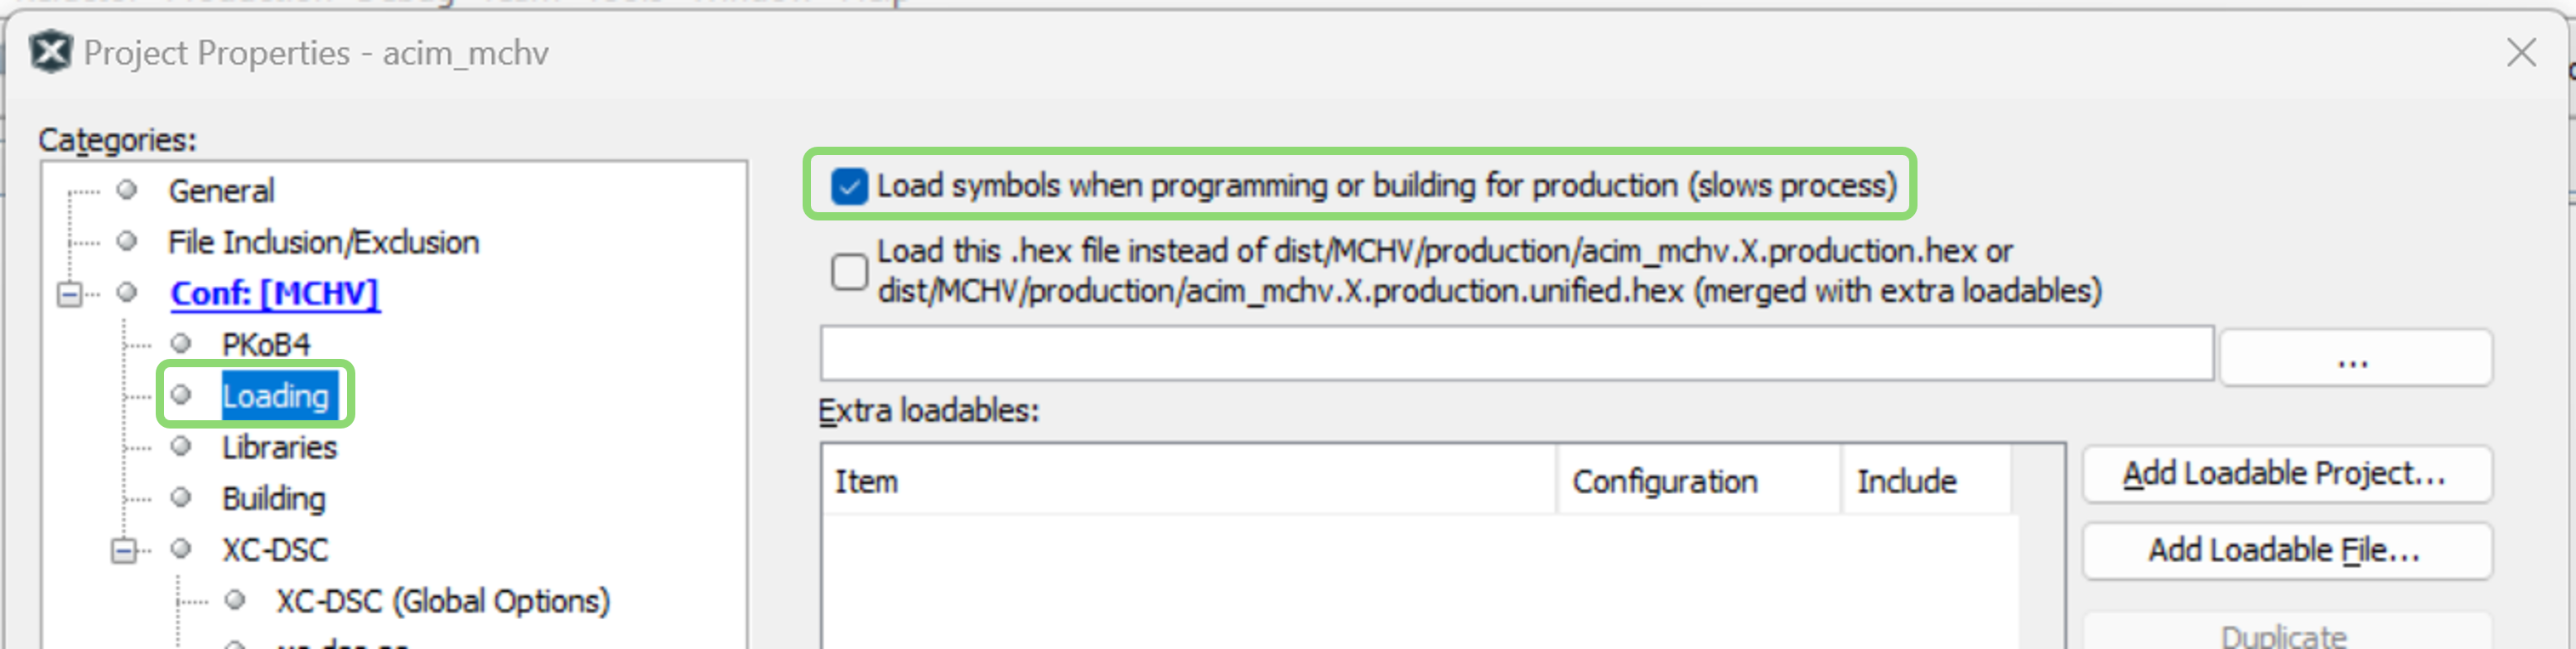 Project Properties - acim_mchv
Categories:
General
File Inclusion/Exclusion
Conf: [MCHV]
PKoB4
Loading
Libraries
Building
XC-DSC
XC-DSC (Global Options)
Load symbols when programming or building for production (slows process)
Load this .hex file instead of dist/MCHV/production/acim_mchv.X.production.hex or
dist/MCHV/production/acim_mchv.X.production.unified.hex (merged with extra loadables)
...
Extra loadables:
Item Configuration Include
Add Loadable Project...
Add Loadable File...
Duplicate